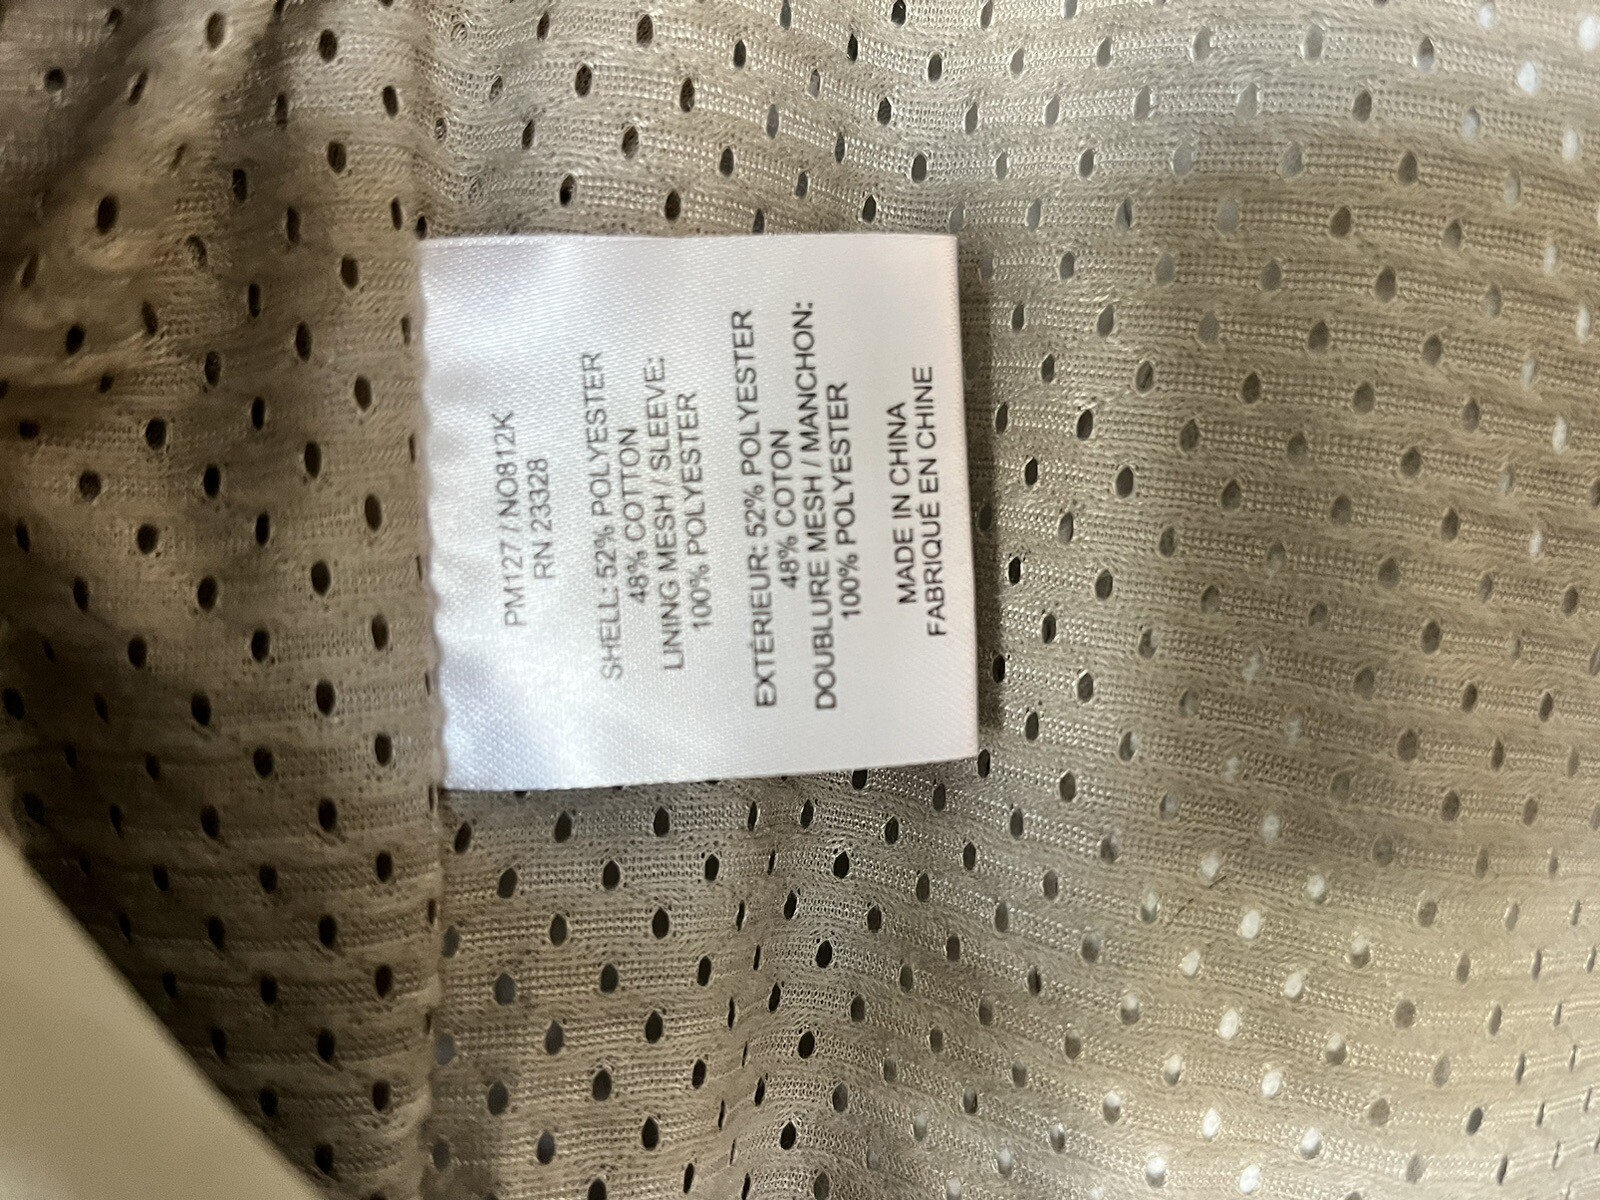 PM127 / NO812K
RN 23328
SHELL: 52% POLYESTER
48% COTTON
LINING MESH / SLEEVE:
100% POLYESTER
EXTÉRIEUR: 52% POLYESTER
48% COTON
DOUBLURE MESH / MANCHON:
100% POLYESTER
MADE IN CHINA
FABRIQUÉ EN CHINE